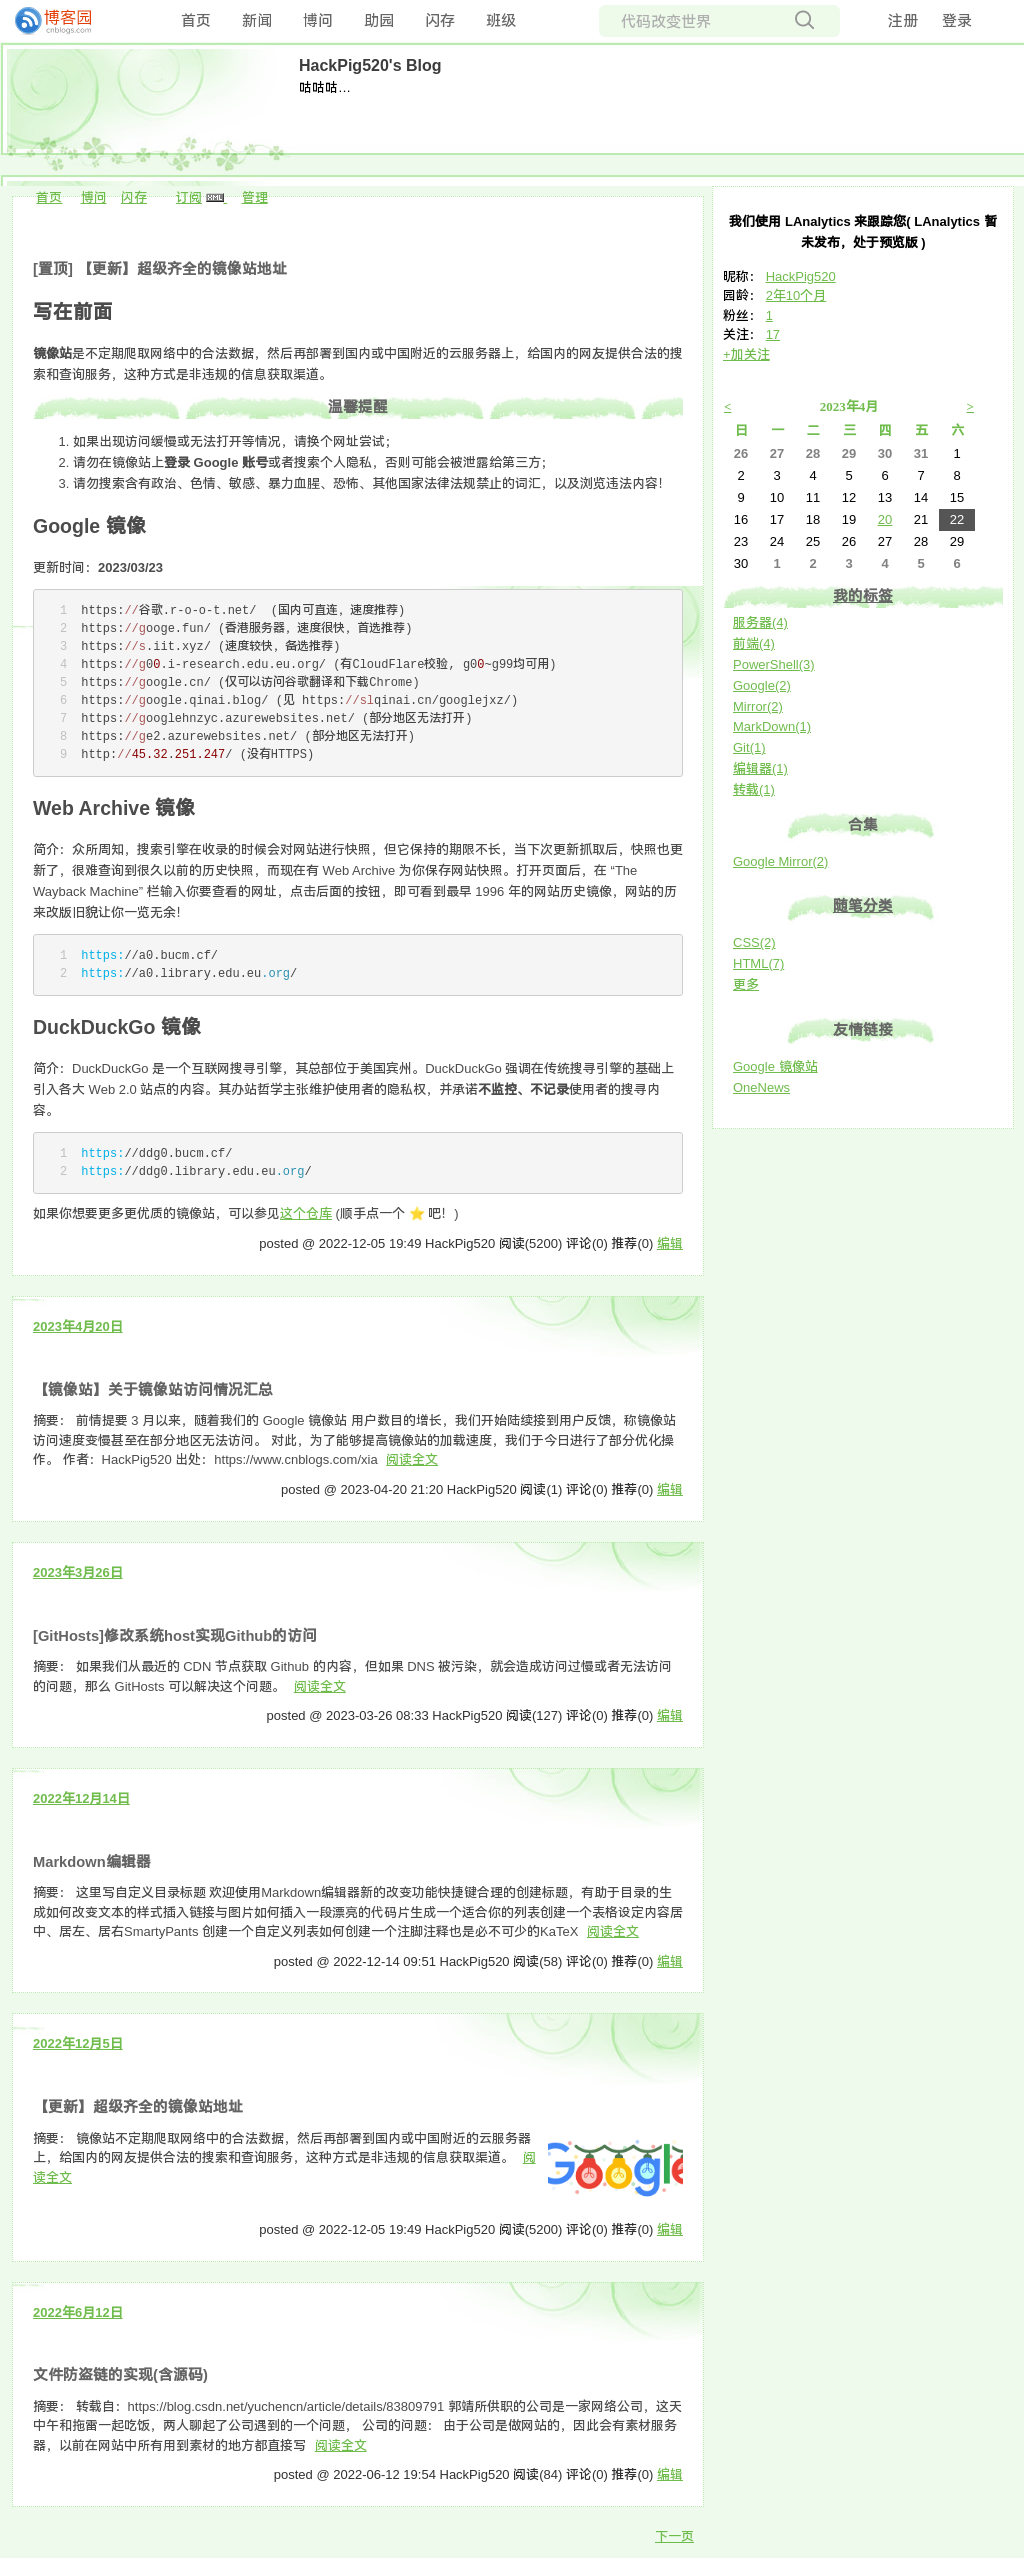 博客园
cnblogs.com
首页 新闻 博问 助园 闪存 班级
代码改变世界
注册 登录
HackPig520's Blog
咕咕咕...
首页 博问 闪存 订阅 XML 管理
[置顶] 【更新】超级齐全的镜像站地址
写在前面
镜像站是不定期爬取网络中的合法数据，然后再部署到国内或中国附近的云服务器上，给国内的网友提供合法的搜
索和查询服务，这种方式是非违规的信息获取渠道。
温馨提醒
1. 如果出现访问缓慢或无法打开等情况，请换个网址尝试；
2. 请勿在镜像站上登录 Google 账号或者搜索个人隐私，否则可能会被泄露给第三方；
3. 请勿搜索含有政治、色情、敏感、暴力血腥、恐怖、其他国家法律法规禁止的词汇，以及浏览违法内容！
Google 镜像
更新时间：2023/03/23
1 https://谷歌.r-o-o-t.net/ (国内可直连，速度推荐)
2 https://googe.fun/ (香港服务器，速度很快，首选推荐)
3 https://s.iit.xyz/ (速度较快，备选推荐)
4 https://g00.i-research.edu.eu.org/ (有CloudFlare校验, g00~g99均可用)
5 https://google.cn/ (仅可以访问谷歌翻译和下载Chrome)
6 https://google.qinai.blog/ (见 https://slqinai.cn/googlejxz/)
7 https://googlehnzyc.azurewebsites.net/ (部分地区无法打开)
8 https://ge2.azurewebsites.net/ (部分地区无法打开)
9 http://45.32.251.247/ (没有HTTPS)
Web Archive 镜像
简介：众所周知，搜索引擎在收录的时候会对网站进行快照，但它保持的期限不长，当下次更新抓取后，快照也更
新了，很难查询到很久以前的历史快照，而现在有 Web Archive 为你保存网站快照。打开页面后，在 “The
Wayback Machine” 栏输入你要查看的网址，点击后面的按钮，即可看到最早 1996 年的网站历史镜像，网站的历
来改版旧貌让你一览无余！
1 https://a0.bucm.cf/
2 https://a0.library.edu.eu.org/
DuckDuckGo 镜像
简介：DuckDuckGo 是一个互联网搜寻引擎，其总部位于美国宾州。DuckDuckGo 强调在传统搜寻引擎的基础上
引入各大 Web 2.0 站点的内容。其办站哲学主张维护使用者的隐私权，并承诺不监控、不记录使用者的搜寻内
容。
1 https://ddg0.bucm.cf/
2 https://ddg0.library.edu.eu.org/
如果你想要更多更优质的镜像站，可以参见这个仓库 (顺手点一个 ⭐ 吧！)
posted @ 2022-12-05 19:49 HackPig520 阅读(5200) 评论(0) 推荐(0) 编辑
2023年4月20日
【镜像站】关于镜像站访问情况汇总
摘要： 前情提要 3 月以来，随着我们的 Google 镜像站 用户数目的增长，我们开始陆续接到用户反馈，称镜像站
访问速度变慢甚至在部分地区无法访问。 对此，为了能够提高镜像站的加载速度，我们于今日进行了部分优化操
作。 作者：HackPig520 出处：https://www.cnblogs.com/xia 阅读全文
posted @ 2023-04-20 21:20 HackPig520 阅读(1) 评论(0) 推荐(0) 编辑
2023年3月26日
[GitHosts]修改系统host实现Github的访问
摘要： 如果我们从最近的 CDN 节点获取 Github 的内容，但如果 DNS 被污染，就会造成访问过慢或者无法访问
的问题，那么 GitHosts 可以解决这个问题。 阅读全文
posted @ 2023-03-26 08:33 HackPig520 阅读(127) 评论(0) 推荐(0) 编辑
2022年12月14日
Markdown编辑器
摘要： 这里写自定义目录标题 欢迎使用Markdown编辑器新的改变功能快捷键合理的创建标题，有助于目录的生
成如何改变文本的样式插入链接与图片如何插入一段漂亮的代码片生成一个适合你的列表创建一个表格设定内容居
中、居左、居右SmartyPants 创建一个自定义列表如何创建一个注脚注释也是必不可少的KaTeX 阅读全文
posted @ 2022-12-14 09:51 HackPig520 阅读(58) 评论(0) 推荐(0) 编辑
2022年12月5日
【更新】超级齐全的镜像站地址
摘要： 镜像站不定期爬取网络中的合法数据，然后再部署到国内或中国附近的云服务器
上，给国内的网友提供合法的搜索和查询服务，这种方式是非违规的信息获取渠道。 阅
读全文
Google
posted @ 2022-12-05 19:49 HackPig520 阅读(5200) 评论(0) 推荐(0) 编辑
2022年6月12日
文件防盗链的实现(含源码)
摘要： 转载自：https://blog.csdn.net/yuchencn/article/details/83809791 郭靖所供职的公司是一家网络公司，这天
中午和拖雷一起吃饭，两人聊起了公司遇到的一个问题， 公司的问题： 由于公司是做网站的，因此会有素材服务
器，以前在网站中所有用到素材的地方都直接写 阅读全文
posted @ 2022-06-12 19:54 HackPig520 阅读(84) 评论(0) 推荐(0) 编辑
下一页
我们使用 LAnalytics 来跟踪您( LAnalytics 暂
未发布，处于预览版 )
昵称： HackPig520
园龄： 2年10个月
粉丝： 1
关注： 17
+加关注
< 2023年4月 >
日 一 二 三 四 五 六
26 27 28 29 30 31 1
2 3 4 5 6 7 8
9 10 11 12 13 14 15
16 17 18 19 20 21 22
23 24 25 26 27 28 29
30 1 2 3 4 5 6
我的标签
服务器(4)
前端(4)
PowerShell(3)
Google(2)
Mirror(2)
MarkDown(1)
Git(1)
编辑器(1)
转载(1)
合集
Google Mirror(2)
随笔分类
CSS(2)
HTML(7)
更多
友情链接
Google 镜像站
OneNews